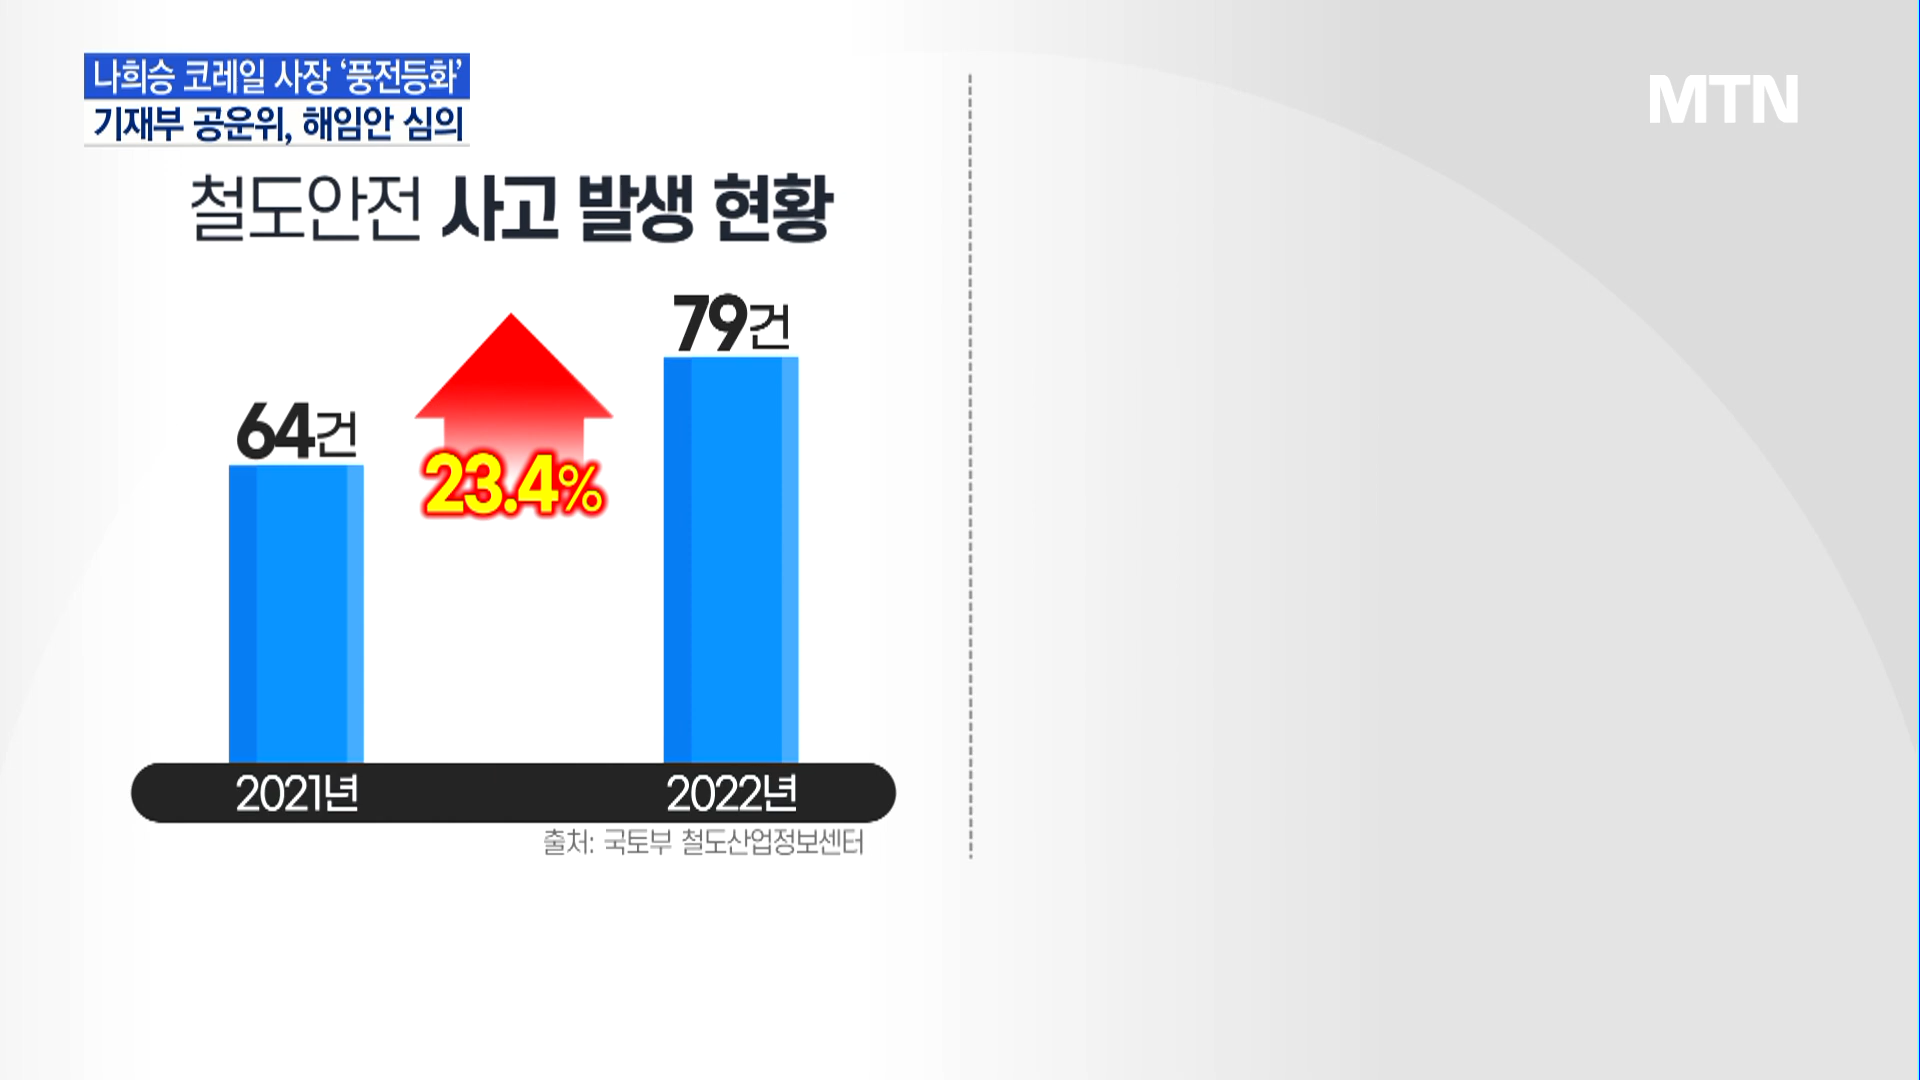 나희승 코레일 사장 ‘풍전등화’
기재부 공운위, 해임안 심의
MTN
철도안전 사고 발생 현황
64건
23.4%
79건
2021년 2022년
출처: 국토부 철도산업정보센터